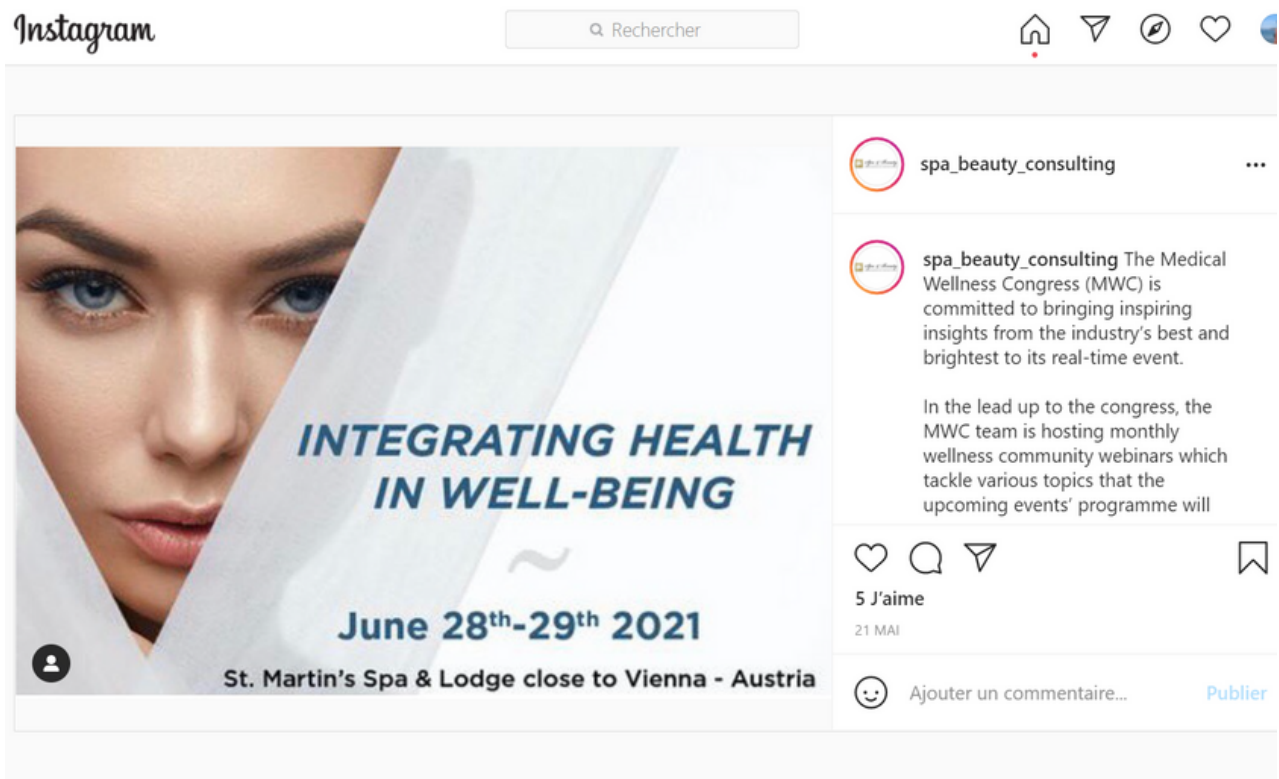 Instagram
Rechercher
INTEGRATING HEALTH
IN WELL-BEING
~
June 28th-29th 2021
St. Martin's Spa & Lodge close to Vienna - Austria
spa_beauty_consulting
spa_beauty_consulting The Medical
Wellness Congress (MWC) is
committed to bringing inspiring
insights from the industry's best and
brightest to its real-time event.
In the lead up to the congress, the
MWC team is hosting monthly
wellness community webinars which
tackle various topics that the
upcoming events' programme will
5 J'aime
21 MAI
Ajouter un commentaire...
Publier